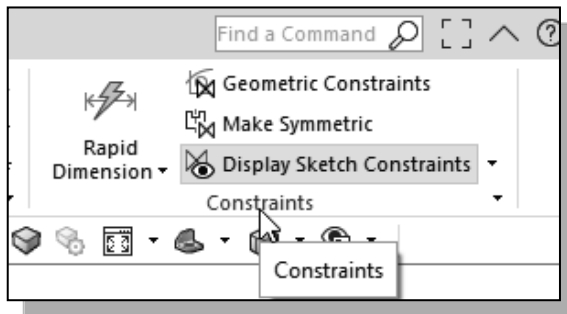 Find a Command
Geometric Constraints
Make Symmetric
Rapid
Dimension
Display Sketch Constraints
Constraints
Constraints